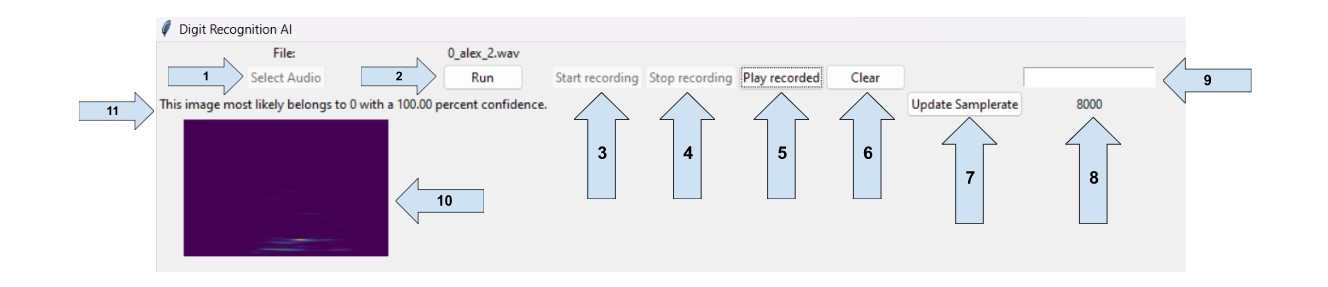 Digit Recognition AI
File: 0_alex_2.wav
1 Select Audio 2 Run Start recording Stop recording Play recorded Clear 9
11 This image most likely belongs to 0 with a 100.00 percent confidence. Update Samplerate 8000
3 4 5 6 7 8
10